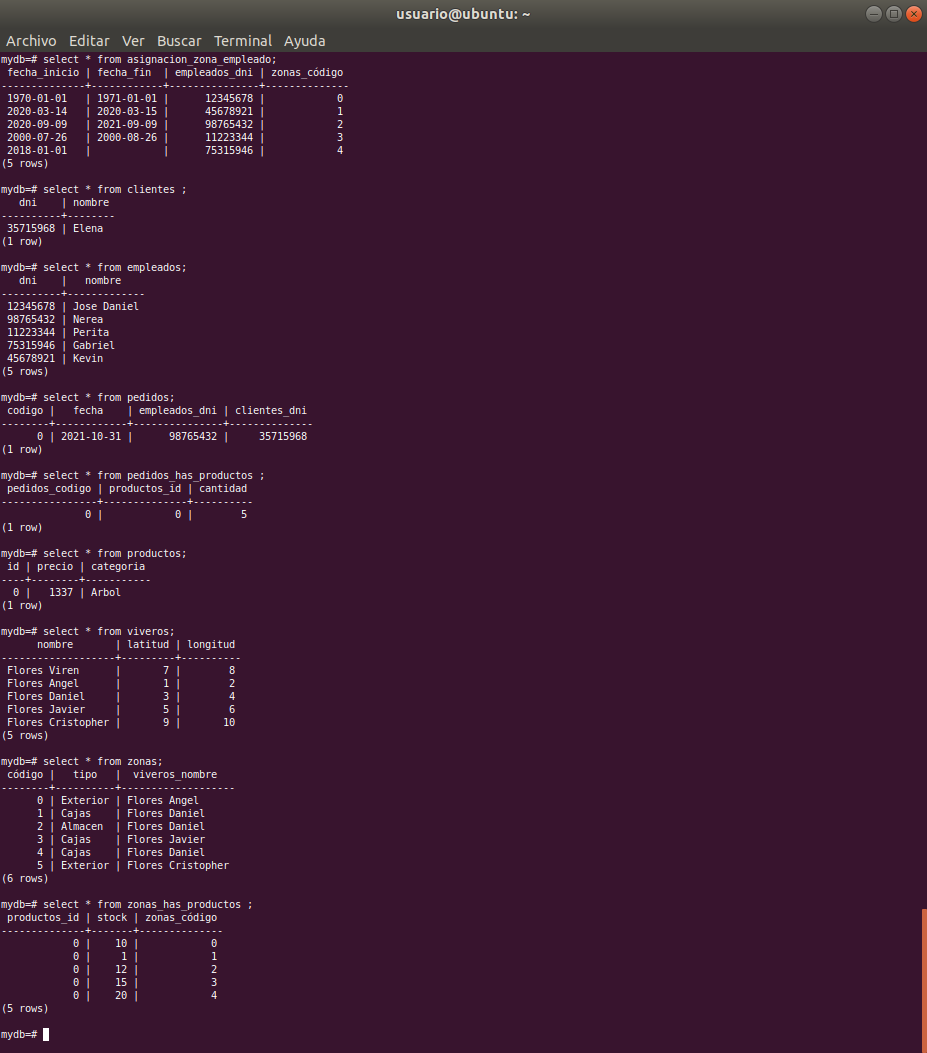 usuario@ubuntu: ~
Archivo Editar Ver Buscar Terminal Ayuda
mydb=# select * from asignacion_zona_empleado;
 fecha_inicio | fecha_fin  | empleados_dni | zonas_código
--------------+------------+---------------+--------------
 1970-01-01   | 1971-01-01 |      12345678 |            0
 2020-03-14   | 2020-03-15 |      45678921 |            1
 2020-09-09   | 2021-09-09 |      98765432 |            2
 2000-07-26   | 2000-08-26 |      11223344 |            3
 2018-01-01   |            |      75315946 |            4
(5 rows)

mydb=# select * from clientes ;
   dni    | nombre
----------+--------
 35715968 | Elena
(1 row)

mydb=# select * from empleados;
   dni    |   nombre
----------+-------------
 12345678 | Jose Daniel
 98765432 | Nerea
 11223344 | Perita
 75315946 | Gabriel
 45678921 | Kevin
(5 rows)

mydb=# select * from pedidos;
 codigo |   fecha    | empleados_dni | clientes_dni
--------+------------+---------------+--------------
      0 | 2021-10-31 |      98765432 |     35715968
(1 row)

mydb=# select * from pedidos_has_productos ;
 pedidos_codigo | productos_id | cantidad
----------------+--------------+----------
              0 |            0 |        5
(1 row)

mydb=# select * from productos;
 id | precio | categoria
----+--------+-----------
  0 |   1337 | Arbol
(1 row)

mydb=# select * from viveros;
     nombre       | latitud | longitud
-------------------+---------+----------
 Flores Viren      |       7 |        8
 Flores Angel      |       1 |        2
 Flores Daniel     |       3 |        4
 Flores Javier     |       5 |        6
 Flores Cristopher |       9 |       10
(5 rows)

mydb=# select * from zonas;
 código |   tipo   |  viveros_nombre
--------+----------+-------------------
      0 | Exterior | Flores Angel
      1 | Cajas    | Flores Daniel
      2 | Almacen  | Flores Daniel
      3 | Cajas    | Flores Javier
      4 | Cajas    | Flores Daniel
      5 | Exterior | Flores Cristopher
(6 rows)

mydb=# select * from zonas_has_productos ;
 productos_id | stock | zonas_código
--------------+-------+--------------
            0 |    10 |            0
            0 |     1 |            1
            0 |    12 |            2
            0 |    15 |            3
            0 |    20 |            4
(5 rows)

mydb=#